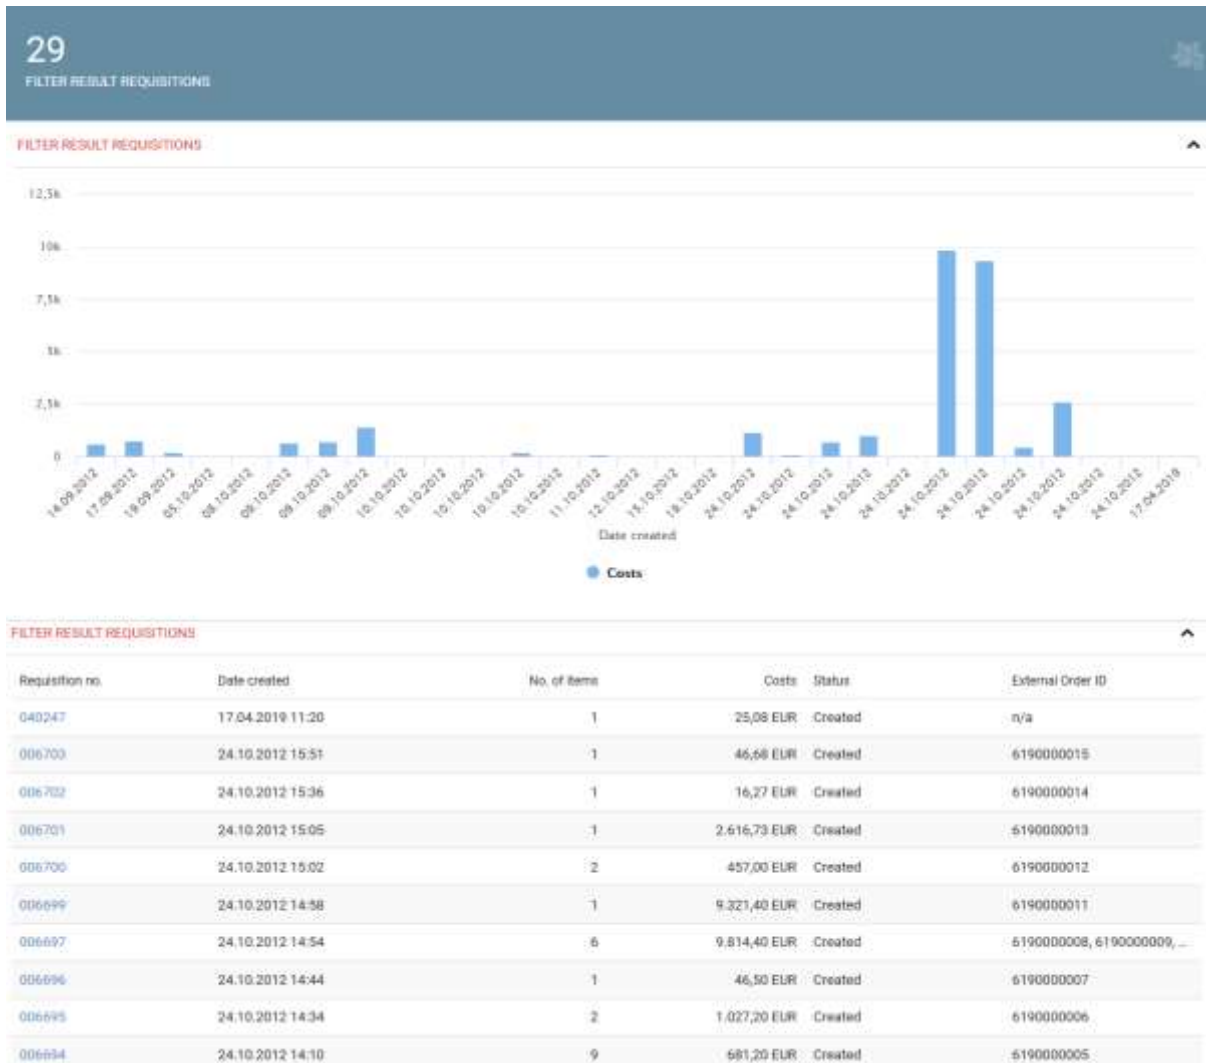 29
FILTER RESULT REQUISITIONS
FILTER RESULT REQUISITIONS
12,5k
10k
7,5k
5k
2,5k
0
14.09.2012 17.09.2012 19.09.2012 05.10.2012 08.10.2012 09.10.2012 09.10.2012 09.10.2012 10.10.2012 10.10.2012 10.10.2012 10.10.2012 10.10.2012 11.10.2012 12.10.2012 15.10.2012 18.10.2012 24.10.2012 24.10.2012 24.10.2012 24.10.2012 24.10.2012 24.10.2012 24.10.2012 24.10.2012 24.10.2012 24.10.2012 24.10.2012 17.04.2019
Date created
Costs
FILTER RESULT REQUISITIONS
Requisition no. Date created No. of items Costs Status External Order ID
040247 17.04.2019 11:20 1 25,08 EUR Created n/a
006703 24.10.2012 15:51 1 46,68 EUR Created 6190000015
006702 24.10.2012 15:36 1 16,27 EUR Created 6190000014
006701 24.10.2012 15:05 1 2.616,73 EUR Created 6190000013
006700 24.10.2012 15:02 2 457,00 EUR Created 6190000012
006699 24.10.2012 14:58 1 9.321,40 EUR Created 6190000011
006697 24.10.2012 14:54 6 9.814,40 EUR Created 6190000008, 6190000009, ...
006696 24.10.2012 14:44 1 46,50 EUR Created 6190000007
006695 24.10.2012 14:34 2 1.027,20 EUR Created 6190000006
006694 24.10.2012 14:10 9 681,20 EUR Created 6190000005